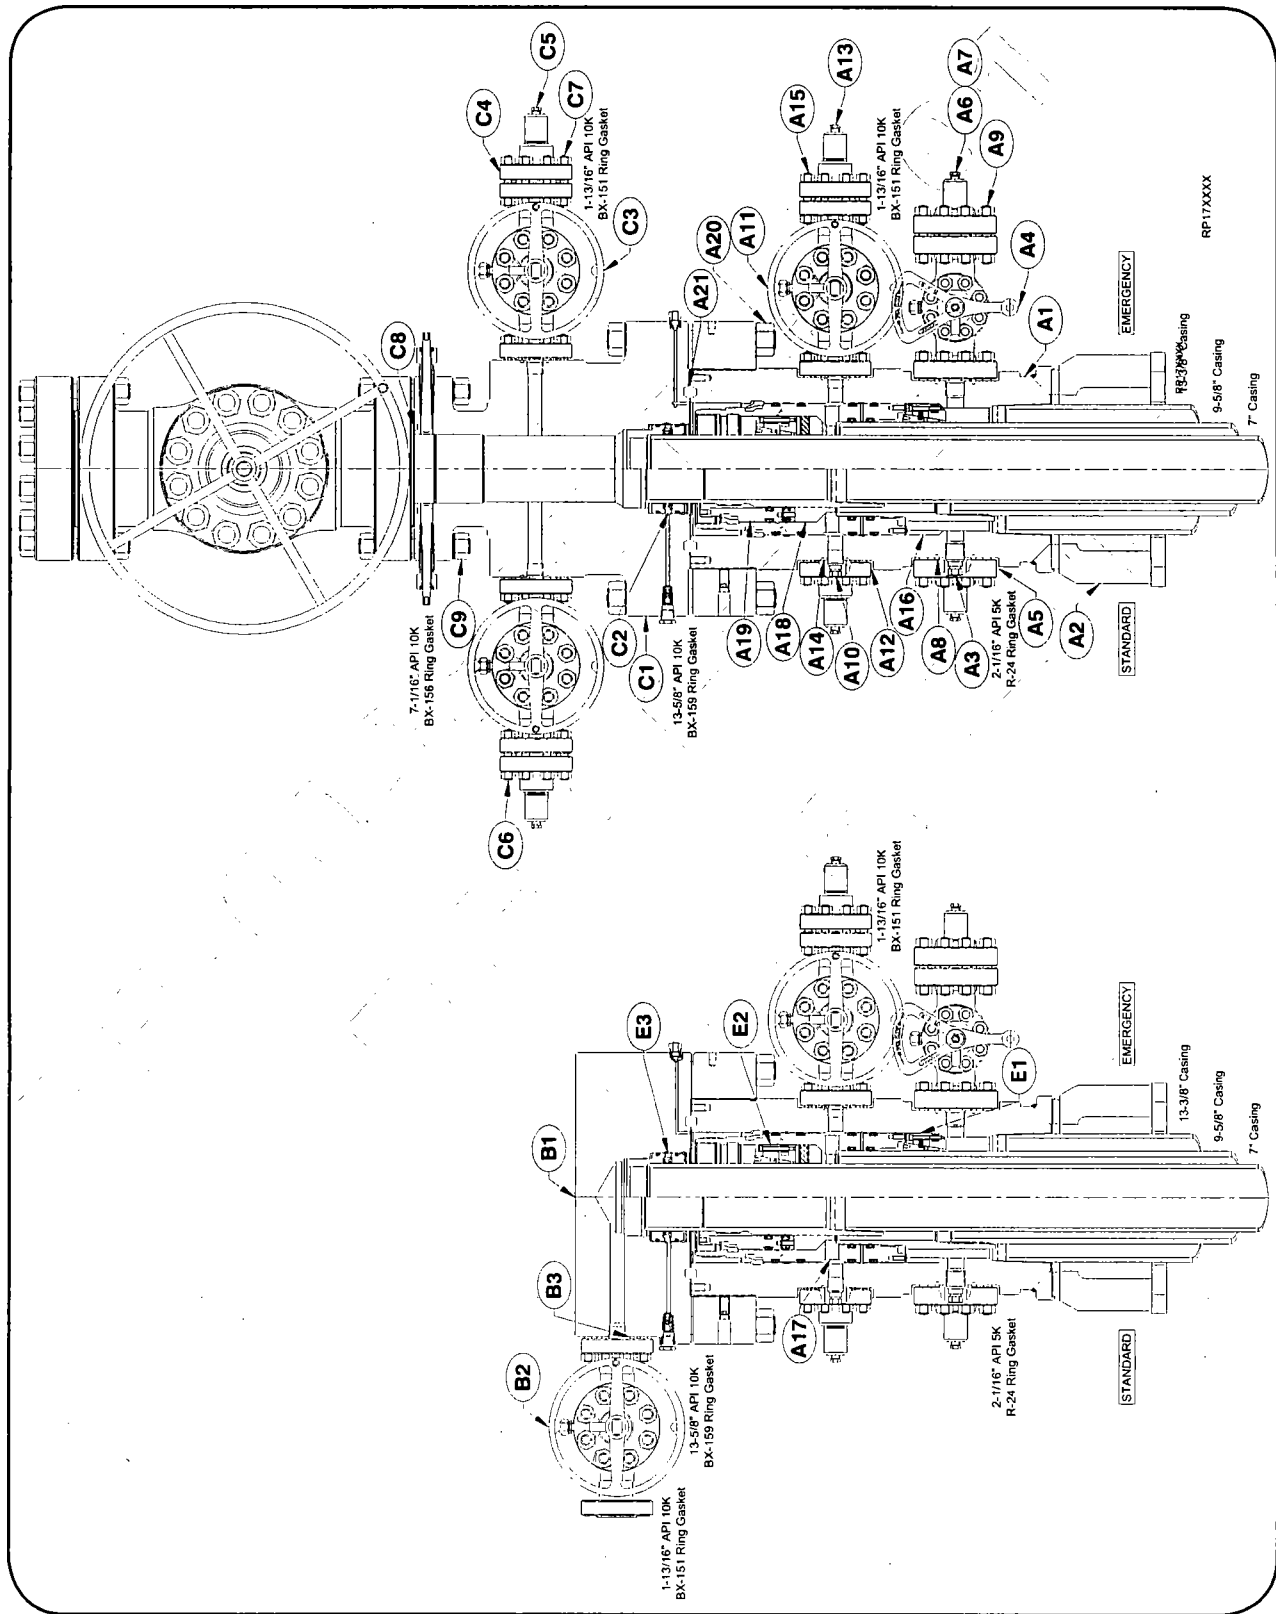 C5
C4
C7
1-13/16" API 10K
BX-151 Ring Gasket
C3
C8
7-1/16" API 10K
BX-156 Ring Gasket
C9
C6
C2
C1
13-5/8" API 10K
BX-159 Ring Gasket
A13
A15
1-13/16" API 10K
BX-151 Ring Gasket
A7
A6
A9
A20
A11
A21
A4
A1
A19
A18
A14
A10
A12
A16
A8
A3
A5
A2
2-1/16" API 5K
R-24 Ring Gasket
EMERGENCY
STANDARD
RP17XXXX
13-3/8" Casing
9-5/8" Casing
7" Casing
B1
B2
B3
E3
E2
E1
A17
1-13/16" API 10K
BX-151 Ring Gasket
13-5/8" API 10K
BX-159 Ring Gasket
1-13/16" API 10K
BX-151 Ring Gasket
2-1/16" API 5K
R-24 Ring Gasket
EMERGENCY
STANDARD
13-3/8" Casing
9-5/8" Casing
7" Casing